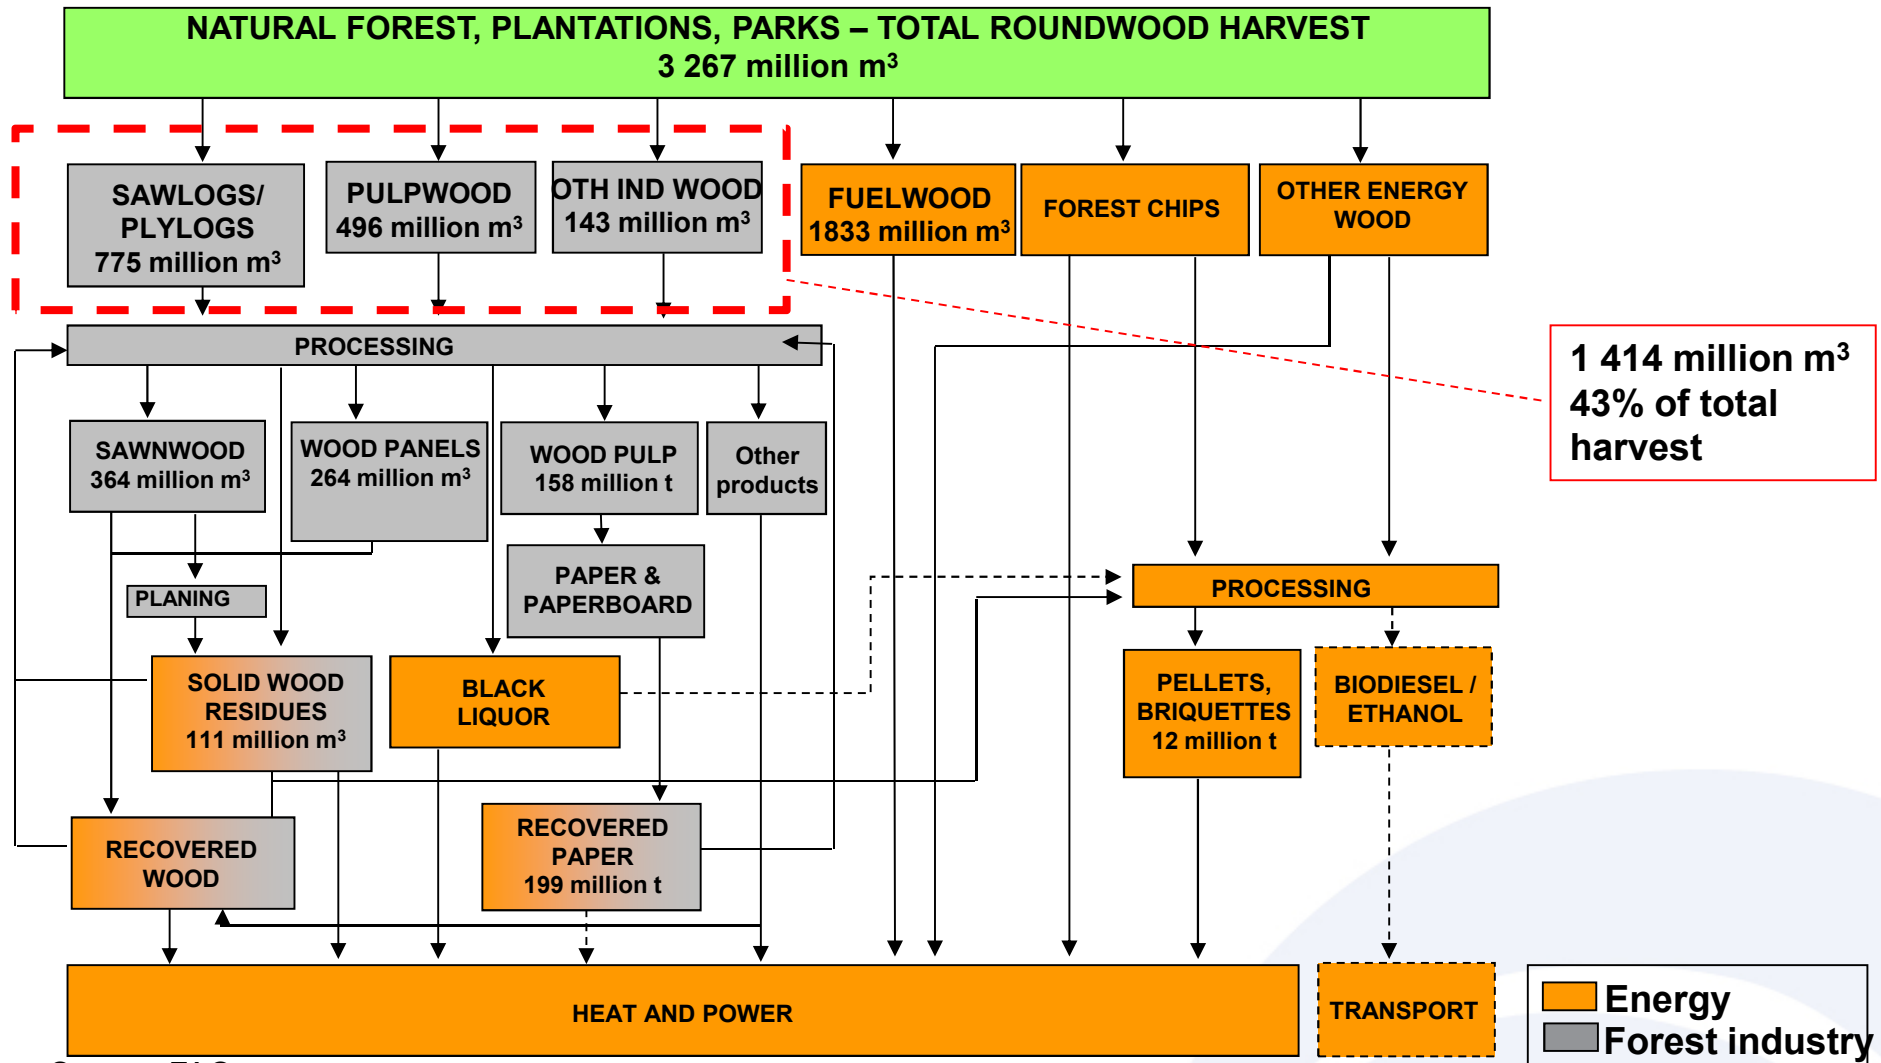 NATURAL FOREST, PLANTATIONS, PARKS – TOTAL ROUNDWOOD HARVEST
3 267 million m³
SAWLOGS/
PLYLOGS
775 million m³
PULPWOOD
496 million m³
OTH IND WOOD
143 million m³
FUELWOOD
1833 million m³
FOREST CHIPS
OTHER ENERGY
WOOD
PROCESSING
1 414 million m³
43% of total
harvest
SAWNWOOD
364 million m³
WOOD PANELS
264 million m³
WOOD PULP
158 million t
Other
products
PLANING
PAPER &
PAPERBOARD
PROCESSING
SOLID WOOD
RESIDUES
111 million m³
BLACK
LIQUOR
PELLETS,
BRIQUETTES
12 million t
BIODIESEL /
ETHANOL
RECOVERED
WOOD
RECOVERED
PAPER
199 million t
HEAT AND POWER
TRANSPORT
Energy
Forest industry